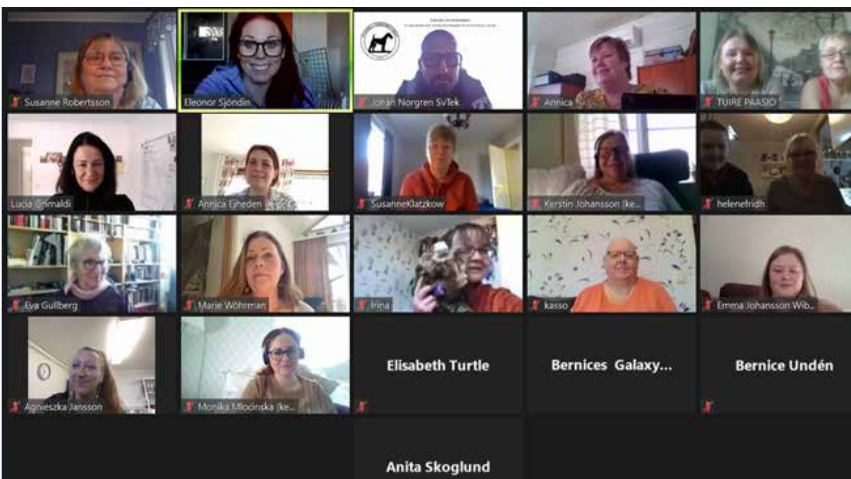 Susanne Robertsson
Eleonor Sjöndin
Johan Norgren SvTek
Annica
TUIRE PAASIO
Lucia Grimaldi
Annica Ejheden
SusanneKlatzkow
Kerstin Johansson (ke...
helenefridh
Eva Gullberg
Marie Wöhrman
Irina
kasso
Emma Johansson Wib...
Agnieszka Jansson
Monika Mlocinska (ke...
Elisabeth Turtle
Bernices Galaxy...
Bernice Undén
Anita Skoglund